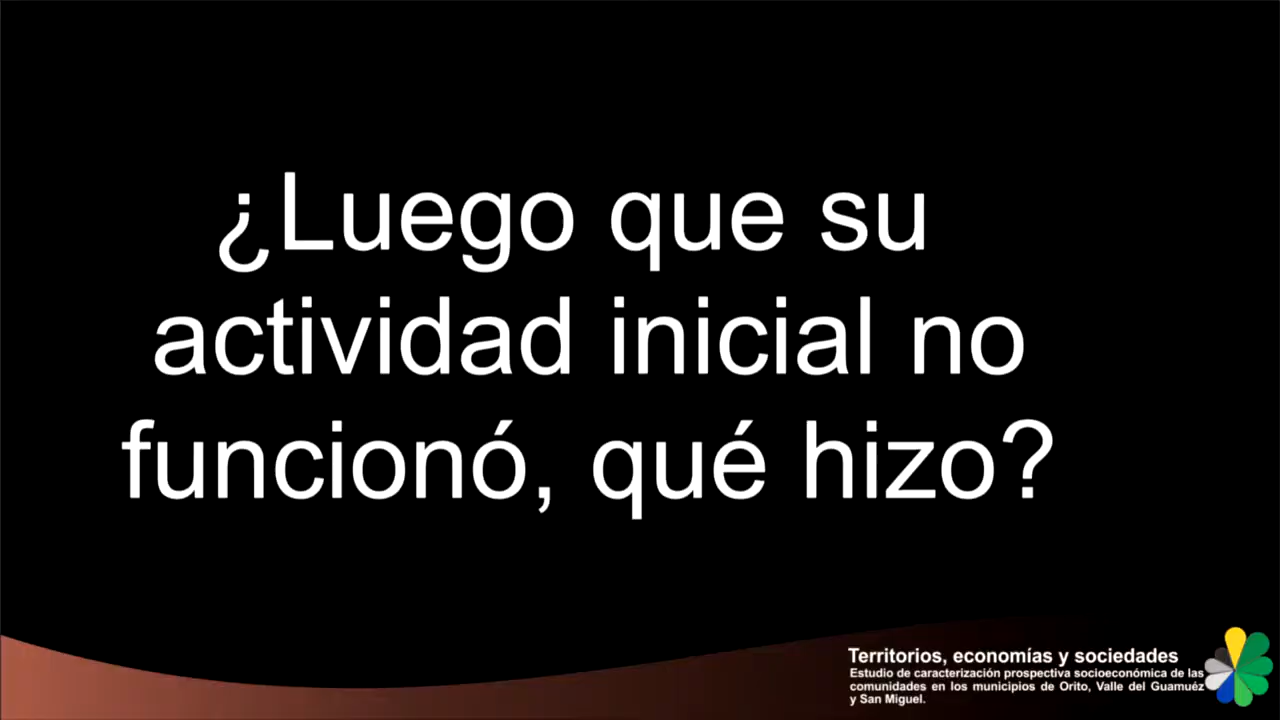 ¿Luego que su
actividad inicial no
funcionó, qué hizo?
Territorios, economías y sociedades
Estudio de caracterización prospectiva socioeconómica de las
comunidades en los municipios de Orito, Valle del Guamuéz
y San Miguel.